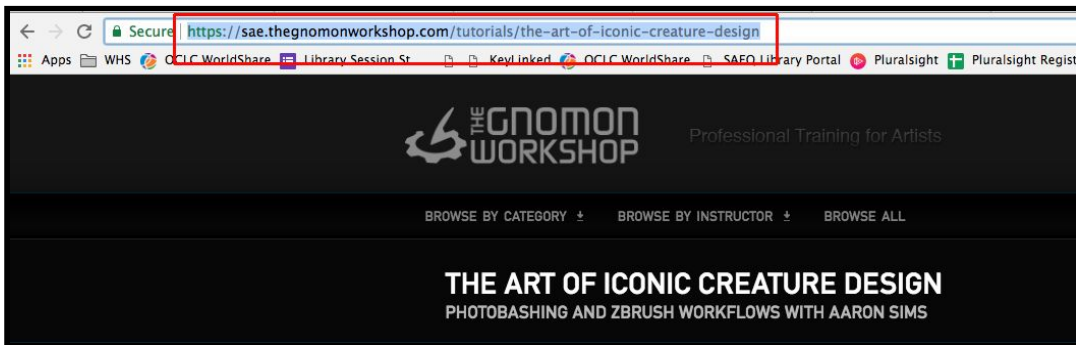 Secure https://sae.thegnomonworkshop.com/tutorials/the-art-of-iconic-creature-design
Apps WHS OCLC WorldShare Library Session St... KeyLinked OCLC WorldShare SAEQ Library Portal Pluralsight Pluralsight Regist
THE GNOMON WORKSHOP Professional Training for Artists
BROWSE BY CATEGORY BROWSE BY INSTRUCTOR BROWSE ALL
THE ART OF ICONIC CREATURE DESIGN
PHOTOBASHING AND ZBRUSH WORKFLOWS WITH AARON SIMS